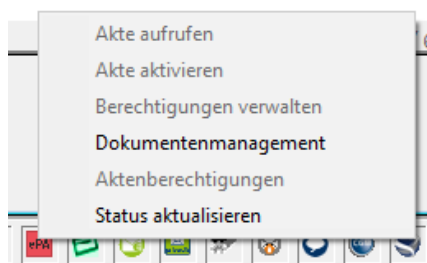 Akte aufrufen
Akte aktivieren
Berechtigungen verwalten
Dokumentenmanagement
Aktenberechtigungen
Status aktualisieren
ePA